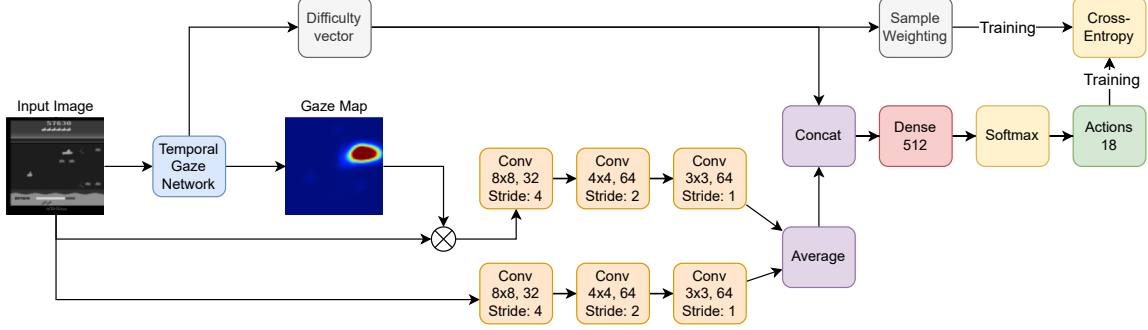 Difficulty
vector
Sample
Weighting
Training
Cross-
Entropy
Training
Input Image
57630
Temporal
Gaze
Network
Gaze Map
Conv
8x8, 32
Stride: 4
Conv
4x4, 64
Stride: 2
Conv
3x3, 64
Stride: 1
Concat
Dense
512
Softmax
Actions
18
Average
Conv
8x8, 32
Stride: 4
Conv
4x4, 64
Stride: 2
Conv
3x3, 64
Stride: 1